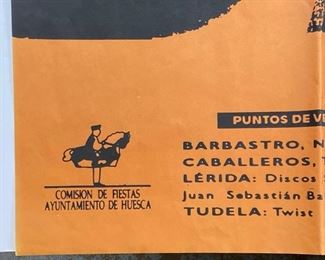 PUNTOS DE VE
BARBASTRO, N
CABALLEROS,
LÉRIDA: Discos
Juan Sebastián Ba
TUDELA: Twist
COMISION DE FIESTAS
AYUNTAMIENTO DE HUESCA